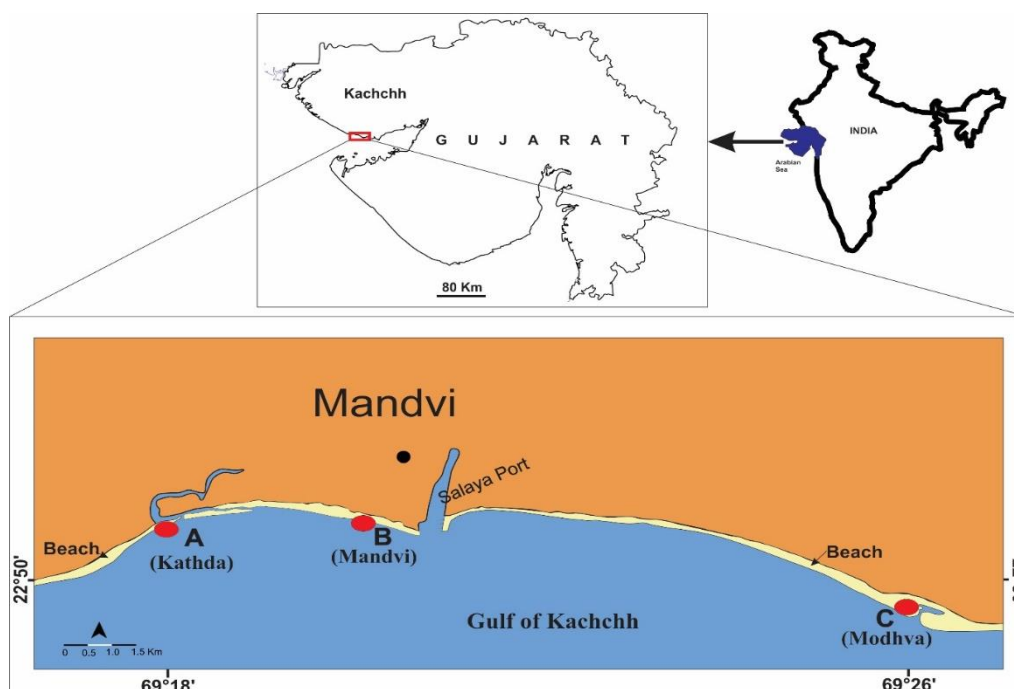 Kachchh
G U J A R A T
80 Km
INDIA
Arabian
Sea
Mandvi
Salaya Port
Beach
A
(Kathda)
B
(Mandvi)
Beach
22°50'
C
(Modhva)
Gulf of Kachchh
0 0.5 1.0 1.5 Km
69°18'
69°26'